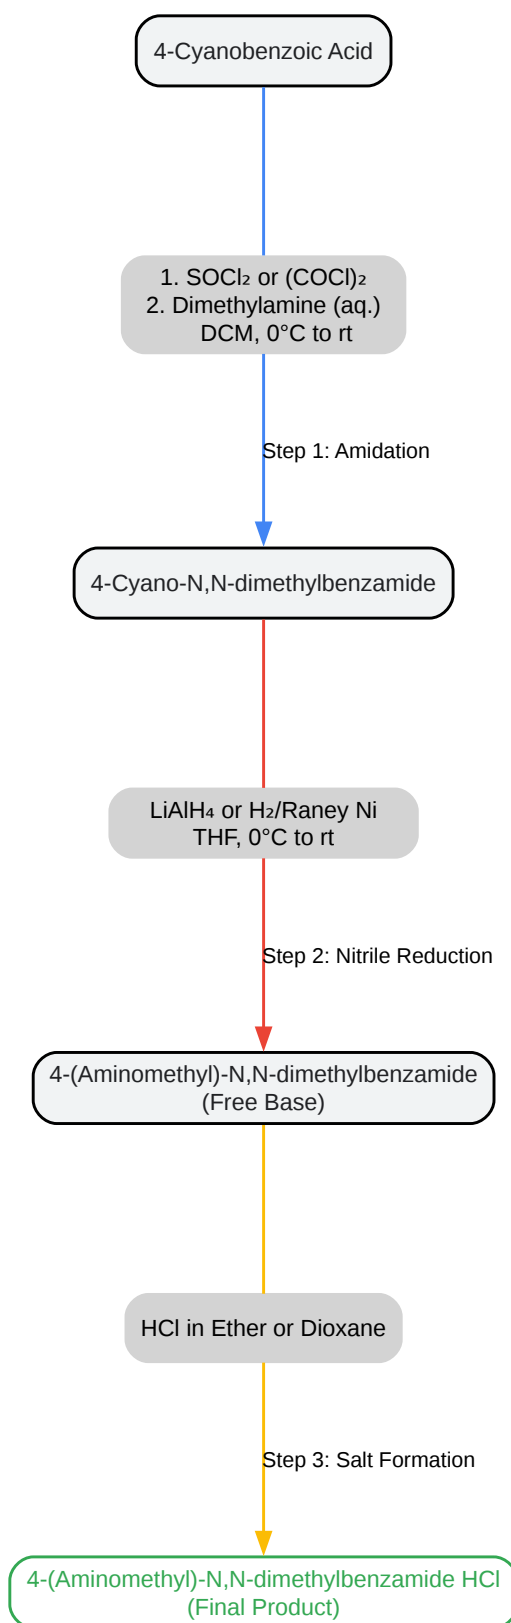 4-Cyanobenzoic Acid
1. SOCl₂ or (COCl)₂
2. Dimethylamine (aq.)
DCM, 0°C to rt
Step 1: Amidation
4-Cyano-N,N-dimethylbenzamide
LiAlH₄ or H₂/Raney Ni
THF, 0°C to rt
Step 2: Nitrile Reduction
4-(Aminomethyl)-N,N-dimethylbenzamide
(Free Base)
HCl in Ether or Dioxane
Step 3: Salt Formation
4-(Aminomethyl)-N,N-dimethylbenzamide HCl
(Final Product)